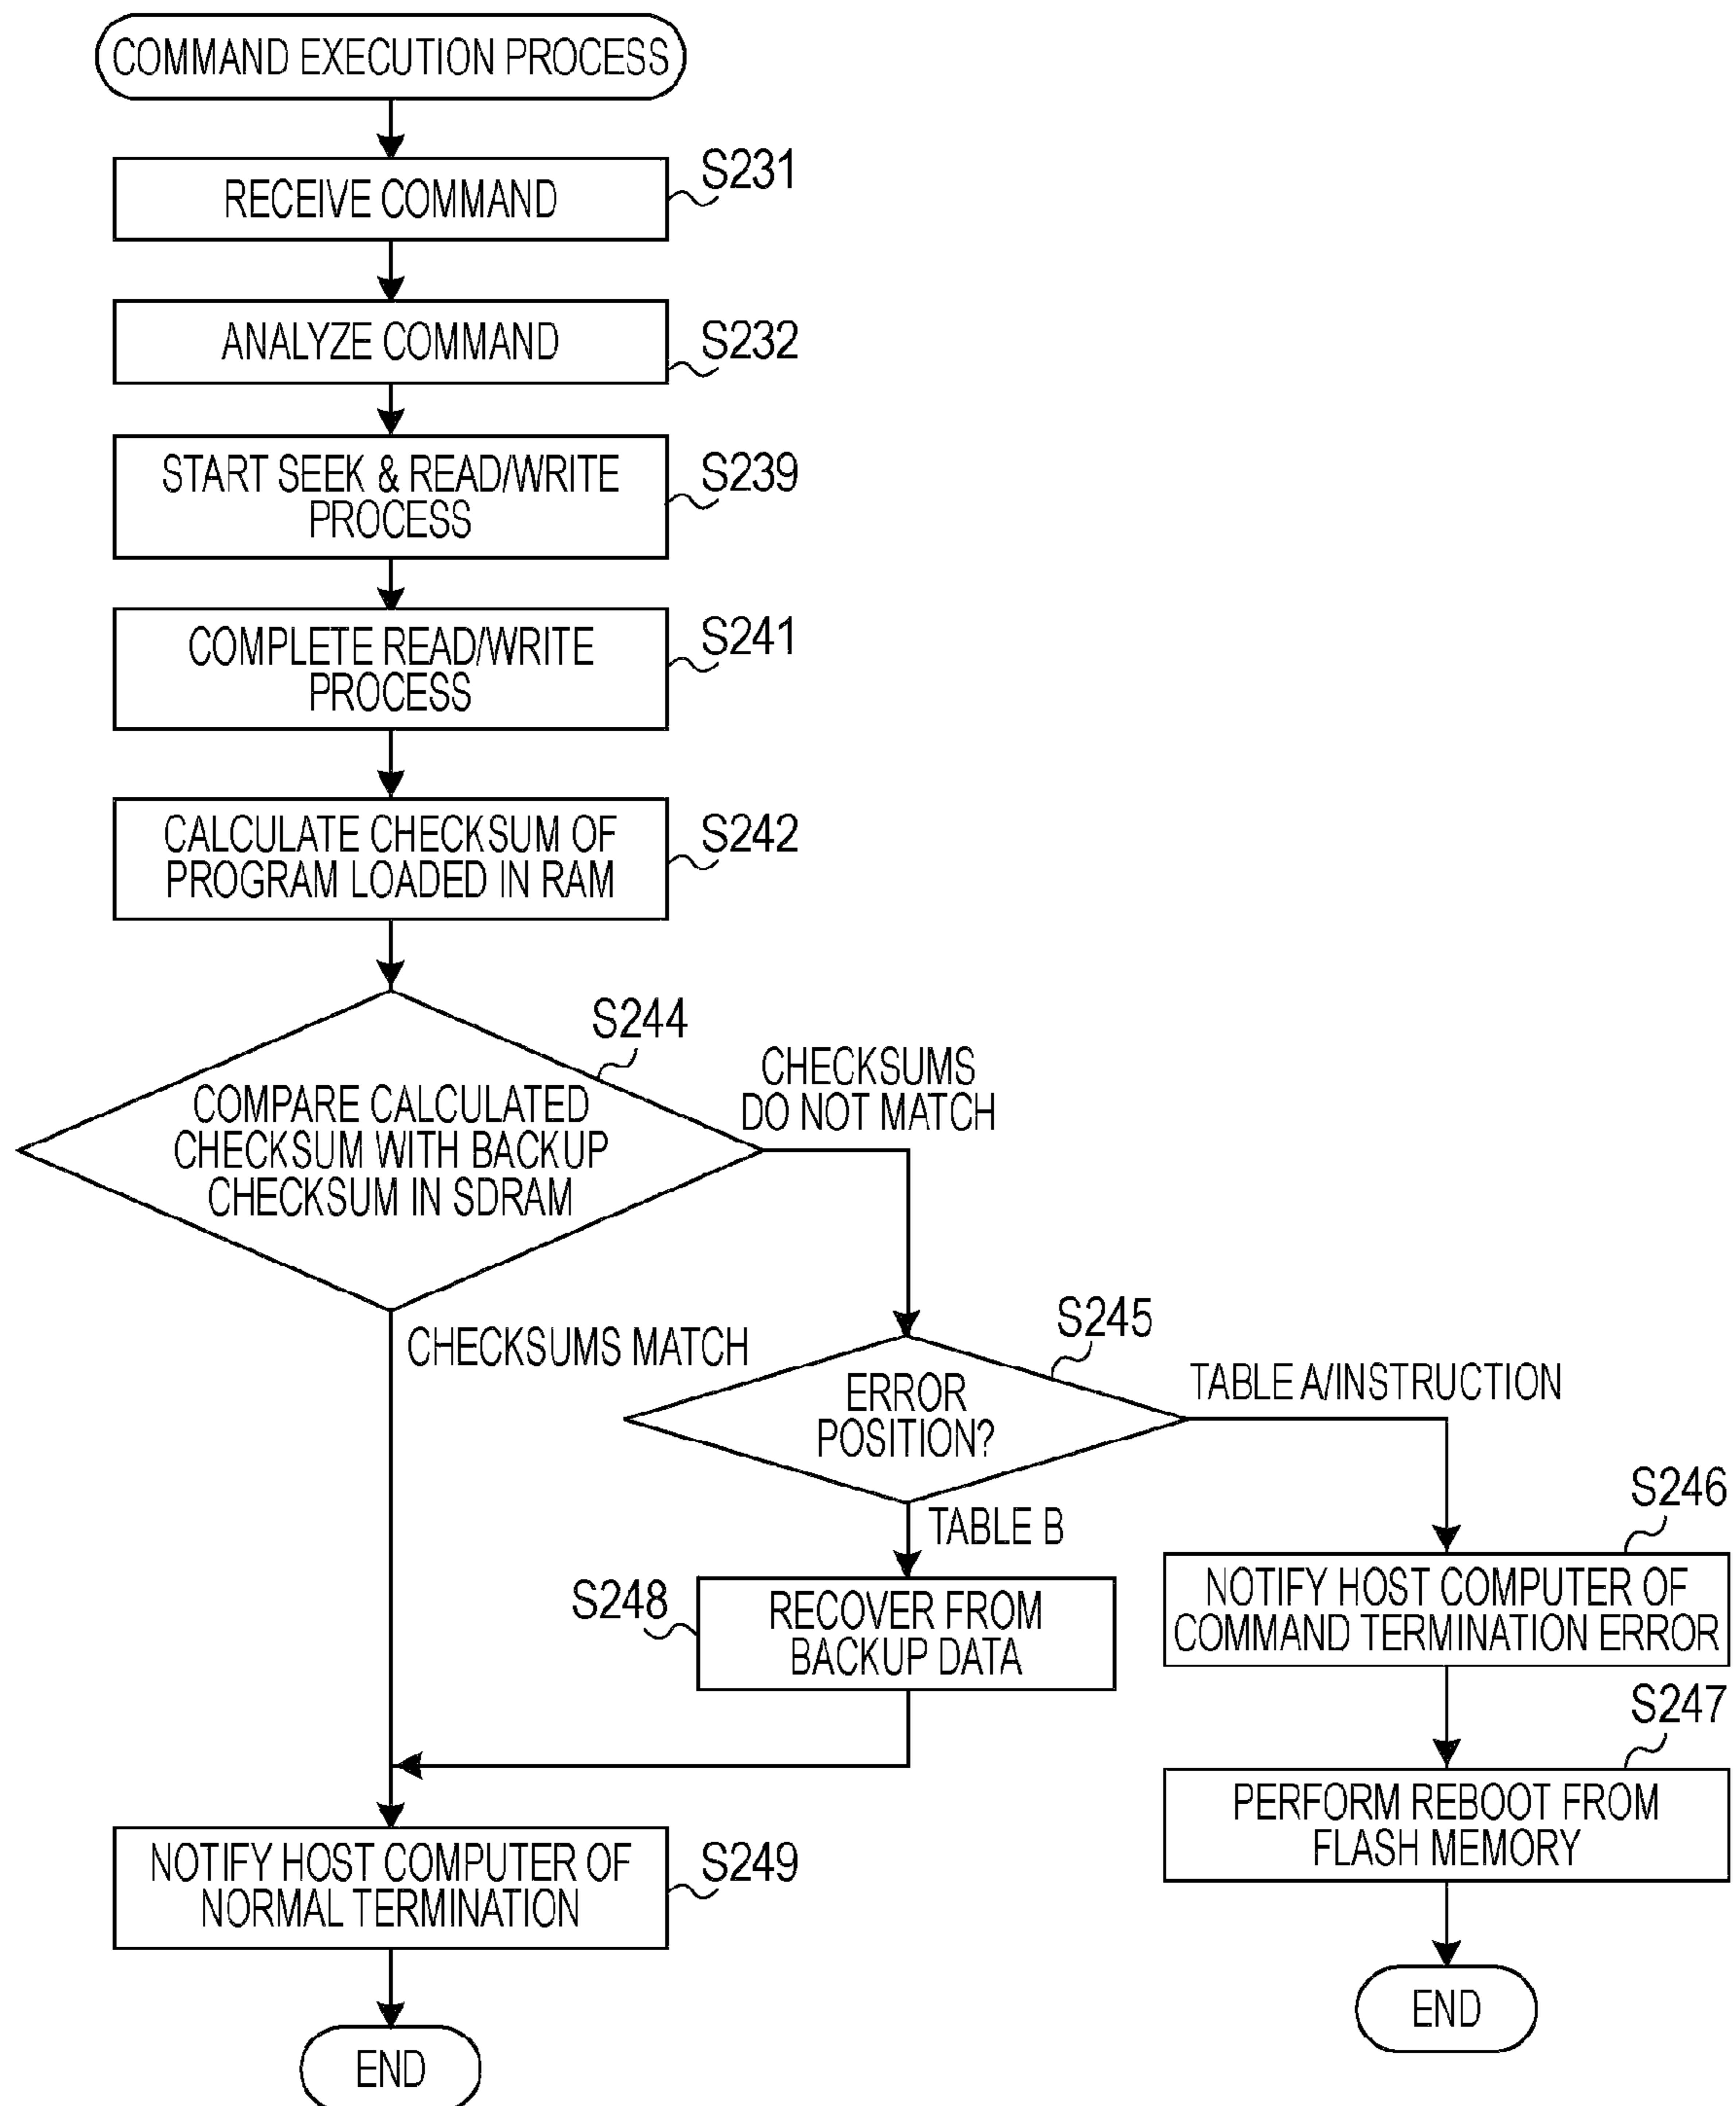 COMMAND EXECUTION PROCESS
RECEIVE COMMAND
S231
ANALYZE COMMAND
S232
START SEEK & READ/WRITE
PROCESS
S239
COMPLETE READ/WRITE
PROCESS
S241
CALCULATE CHECKSUM OF
PROGRAM LOADED IN RAM
S242
S244
COMPARE CALCULATED
CHECKSUM WITH BACKUP
CHECKSUM IN SDRAM
CHECKSUMS
DO NOT MATCH
CHECKSUMS MATCH
S245
ERROR
POSITION?
TABLE A/INSTRUCTION
TABLE B
S246
NOTIFY HOST COMPUTER OF
COMMAND TERMINATION ERROR
S248
RECOVER FROM
BACKUP DATA
S247
PERFORM REBOOT FROM
FLASH MEMORY
NOTIFY HOST COMPUTER OF
NORMAL TERMINATION
S249
END
END